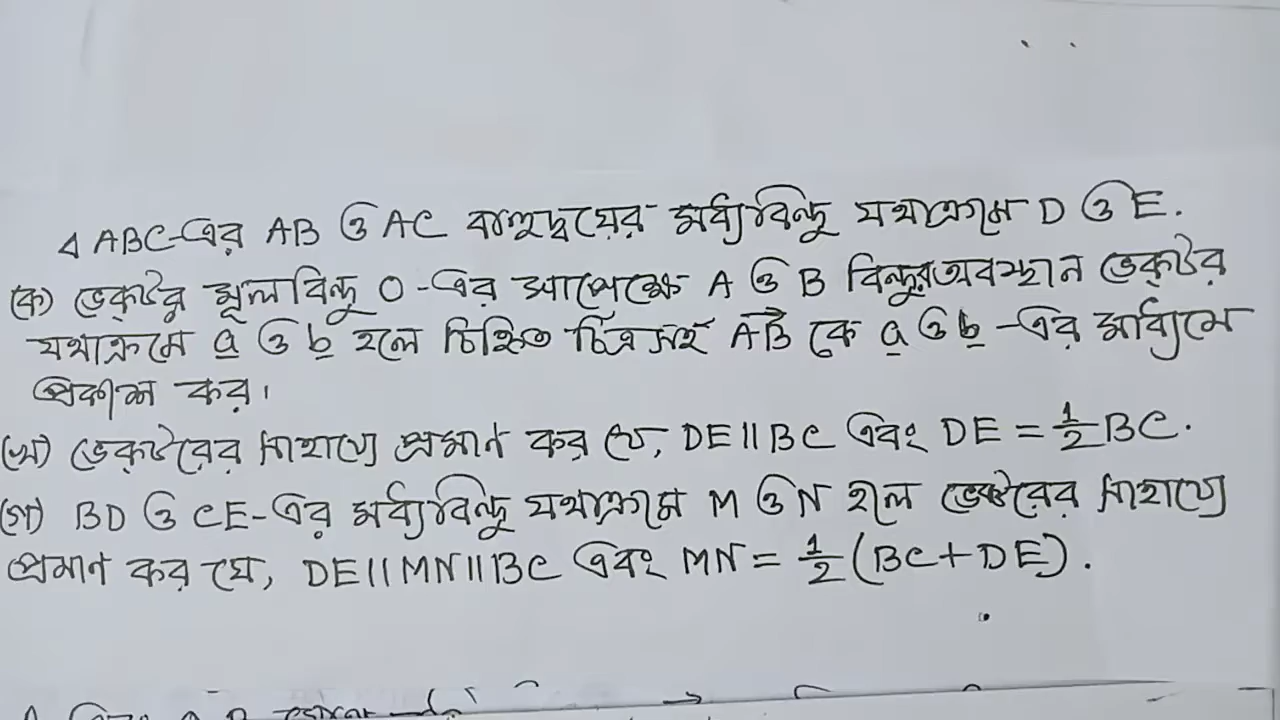 △ ABC-এর AB ও AC বাহুদ্বয়ের মধ্যবিন্দু যথাক্রমে D ও E.
(ক) ভেক্টর মূলবিন্দু O-এর সাপেক্ষে A ও B বিন্দুর অবস্থান ভেক্টর
যথাক্রমে a̲ ও b̲ হলে চিহ্নিত চিত্রসহ AB⃗ কে a̲ ও b̲ -এর মাধ্যমে
প্রকাশ কর।
(খ) ভেক্টরের সাহায্যে প্রমাণ কর যে, DE || BC এবং DE = 1/2 BC.
(গ) BD ও CE-এর মধ্যবিন্দু যথাক্রমে M ও N হলে ভেক্টরের সাহায্যে
প্রমাণ কর যে, DE || MN || BC এবং MN = 1/2 (BC + DE).